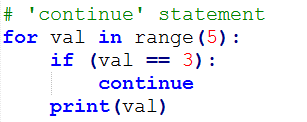 # 'continue' statement
for val in range(5):
    if (val == 3):
        continue
    print(val)